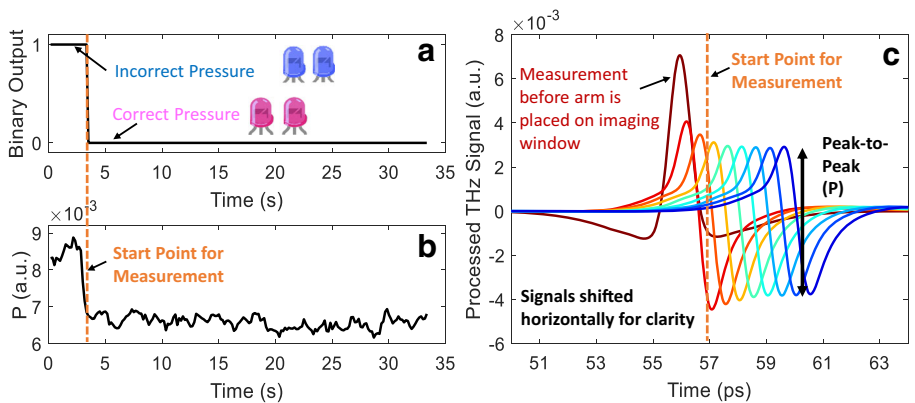 a
Binary Output
1
0
Incorrect Pressure
Correct Pressure
0 5 10 15 20 25 30 35
Time (s)
b
×10⁻³
P (a.u.)
9
8
7
6
Start Point for
Measurement
0 5 10 15 20 25 30 35
Time (s)
c
×10⁻³
Processed THz Signal (a.u.)
8
6
4
2
0
-2
-4
-6
Measurement
before arm is
placed on imaging
window
Start Point for
Measurement
Peak-to-
Peak
(P)
Signals shifted
horizontally for clarity
51 53 55 57 59 61 63
Time (ps)